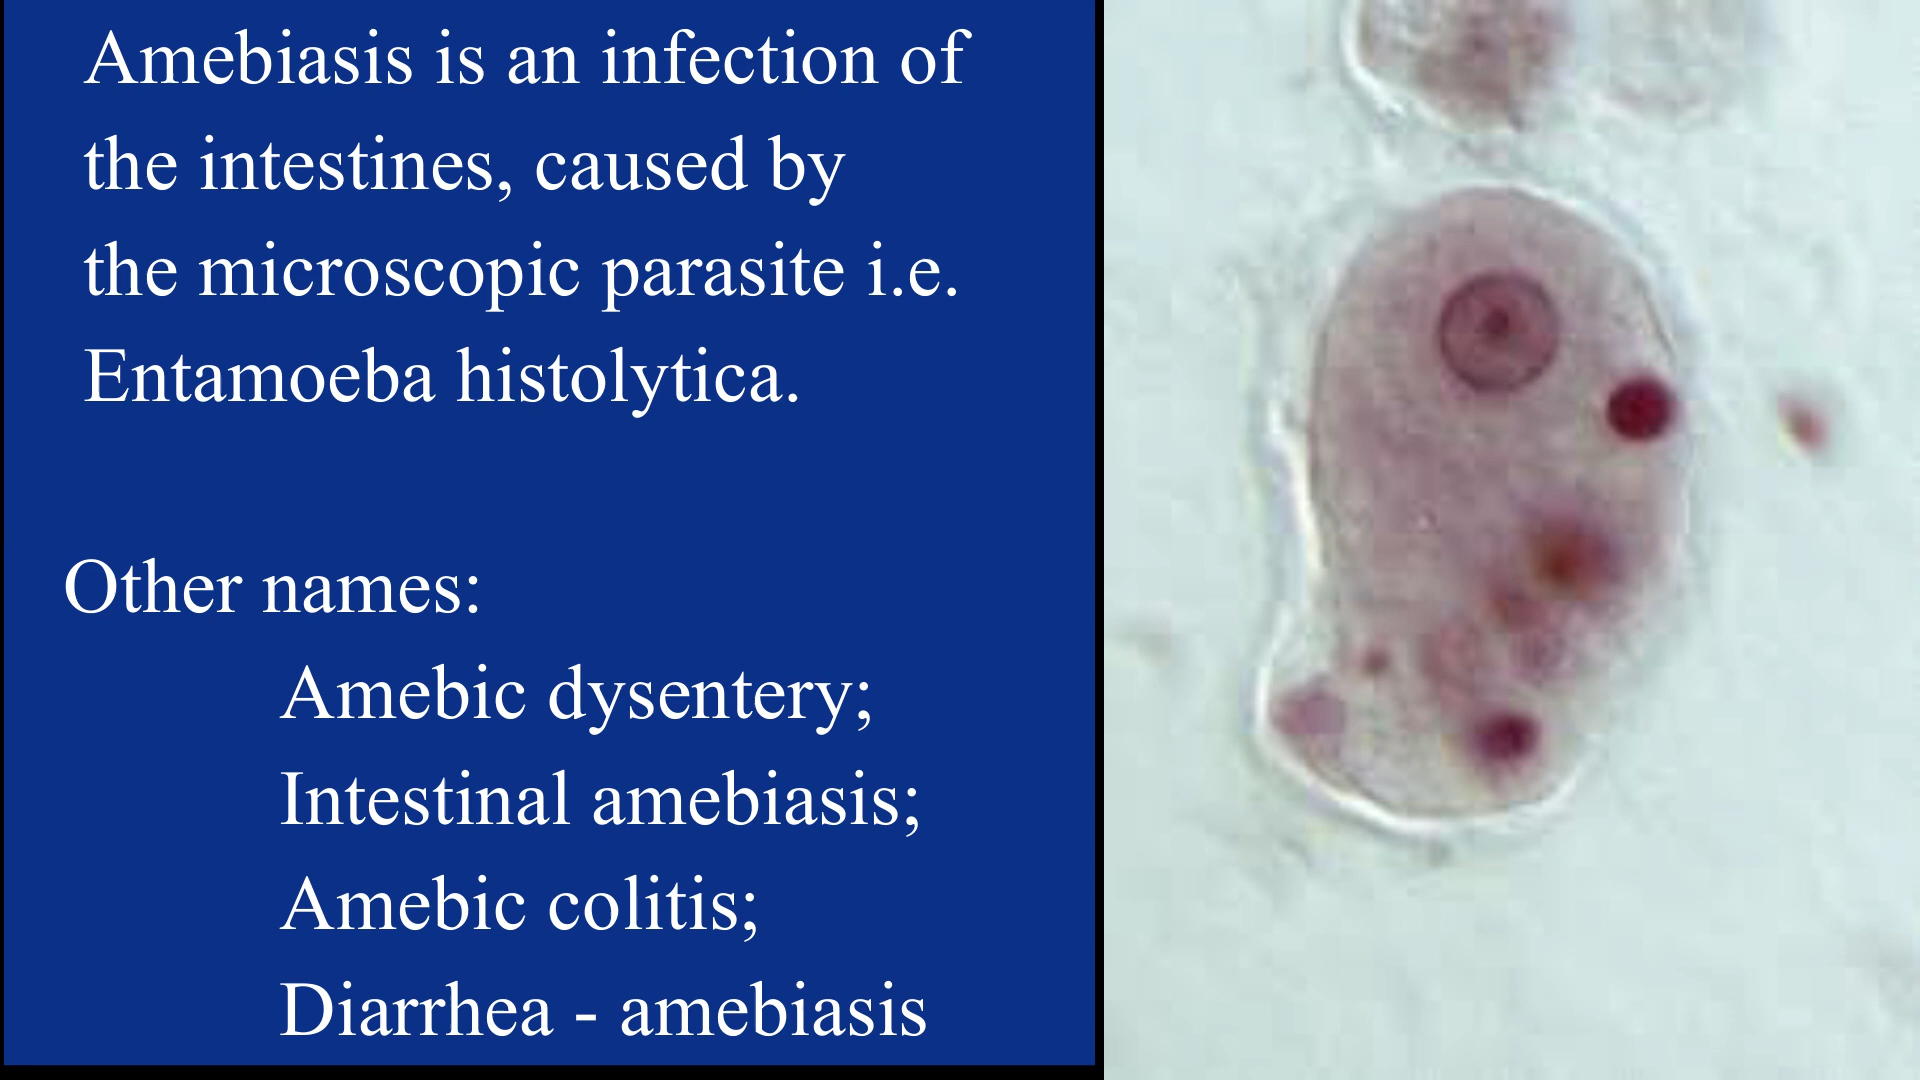 Amebiasis is an infection of
the intestines, caused by
the microscopic parasite i.e.
Entamoeba histolytica.
Other names:
Amebic dysentery;
Intestinal amebiasis;
Amebic colitis;
Diarrhea - amebiasis